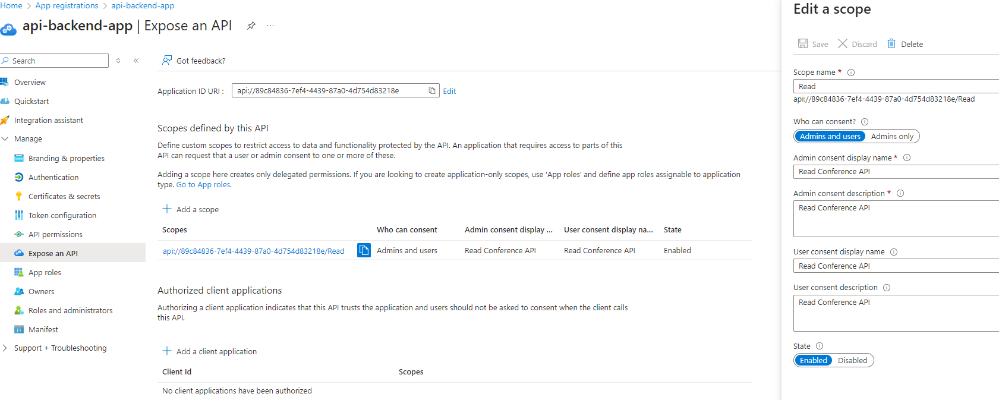 Home > App registrations > api-backend-app
api-backend-app | Expose an API
Search
Overview
Quickstart
Integration assistant
Manage
Branding & properties
Authentication
Certificates & secrets
Token configuration
API permissions
Expose an API
App roles
Owners
Roles and administrators
Manifest
Support + Troubleshooting
Got feedback?
Application ID URI : api://89c84836-7ef4-4439-87a0-4d754d83218e Edit
Scopes defined by this API
Define custom scopes to restrict access to data and functionality protected by the API. An application that requires access to parts of this
API can request that a user or admin consent to one or more of these.
Adding a scope here creates only delegated permissions. If you are looking to create application-only scopes, use 'App roles' and define app roles assignable to application
type. Go to App roles.
Add a scope
Scopes Who can consent Admin consent display ... User consent display na... State
api://89c84836-7ef4-4439-87a0-4d754d83218e/Read Admins and users Read Conference API Read Conference API Enabled
Authorized client applications
Authorizing a client application indicates that this API trusts the application and users should not be asked to consent when the client calls
this API.
Add a client application
Client Id Scopes
No client applications have been authorized
Edit a scope
Save Discard Delete
Scope name *
Read
api://89c84836-7ef4-4439-87a0-4d754d83218e/Read
Who can consent?
Admins and users Admins only
Admin consent display name *
Read Conference API
Admin consent description *
Read Conference API
User consent display name
Read Conference API
User consent description
Read Conference API
State
Enabled Disabled